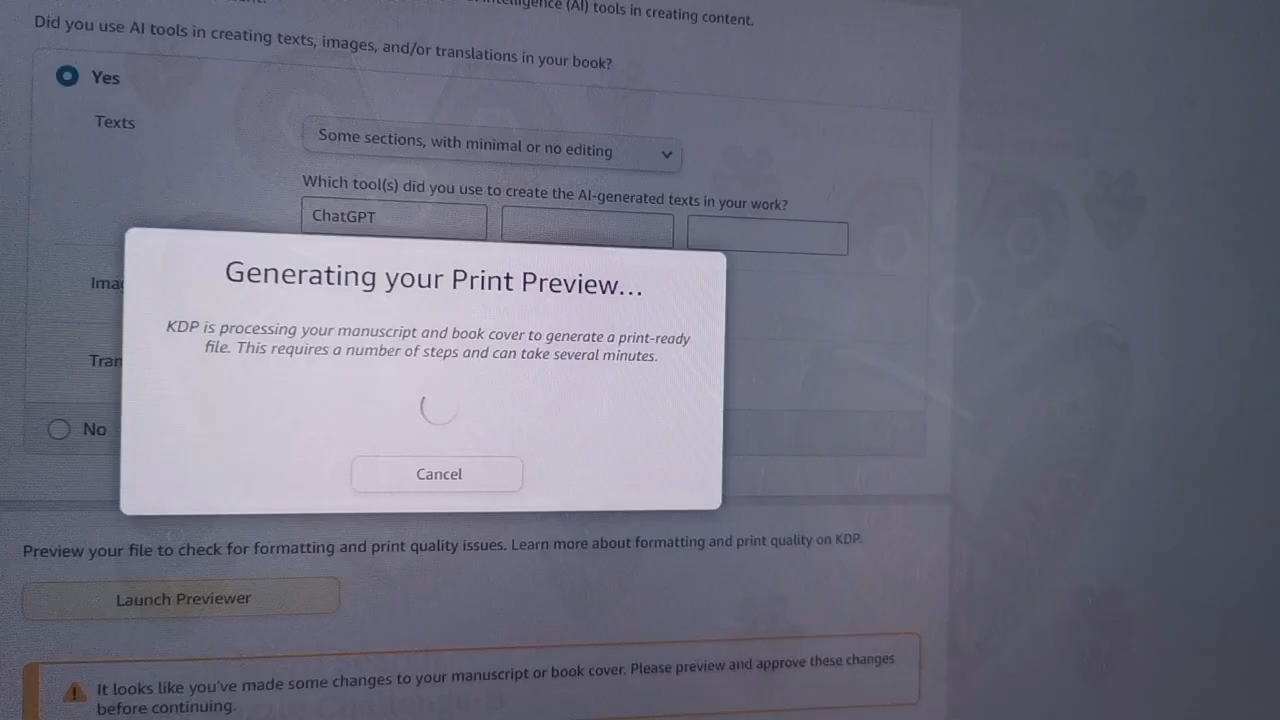 (AI) tools in creating content.
Did you use AI tools in creating texts, images, and/or translations in your book?
Yes
Texts
Some sections, with minimal or no editing
Which tool(s) did you use to create the AI-generated texts in your work?
ChatGPT
Generating your Print Preview...
KDP is processing your manuscript and book cover to generate a print-ready
file. This requires a number of steps and can take several minutes.
Cancel
No
Preview your file to check for formatting and print quality issues. Learn more about formatting and print quality on KDP.
Launch Previewer
It looks like you've made some changes to your manuscript or book cover. Please preview and approve these changes
before continuing.